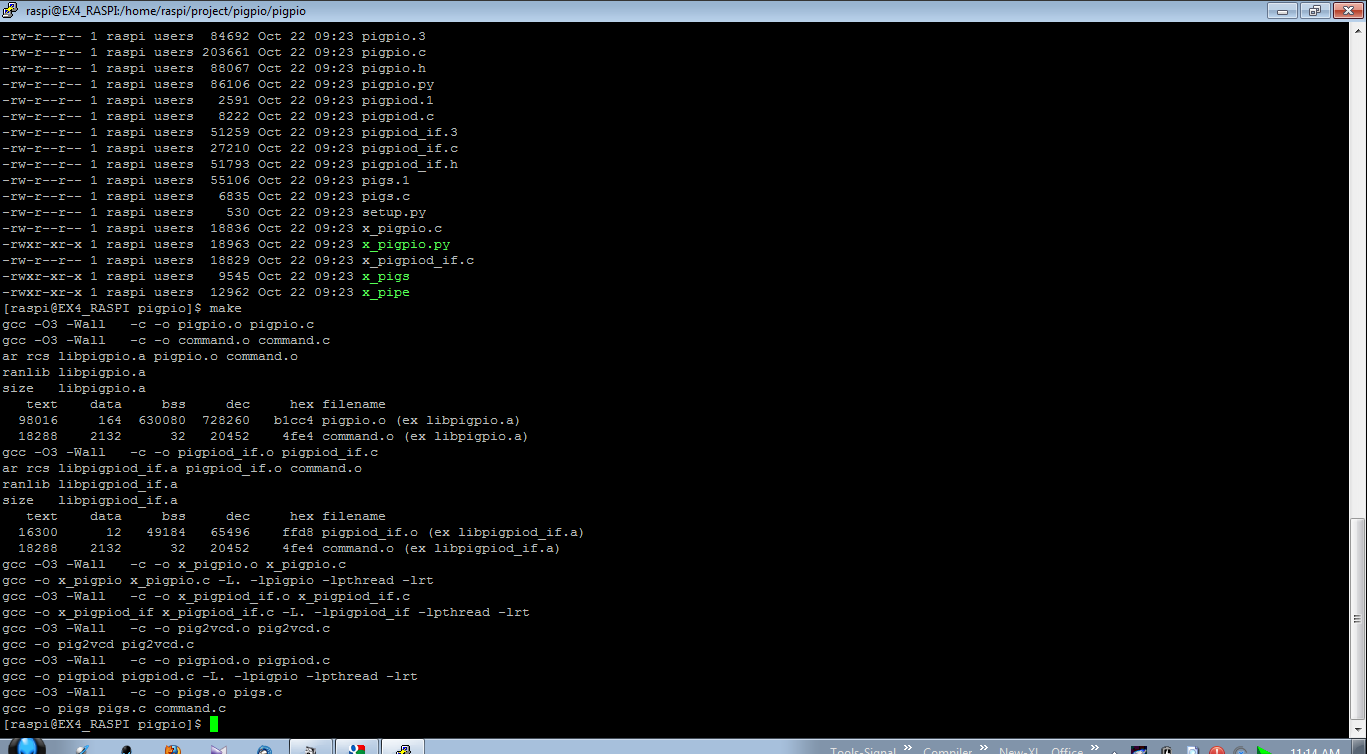 raspi@EX4_RASPI:/home/raspi/project/pigpio/pigpio
-rw-r--r-- 1 raspi users  84692 Oct 22 09:23 pigpio.3
-rw-r--r-- 1 raspi users 203661 Oct 22 09:23 pigpio.c
-rw-r--r-- 1 raspi users  88067 Oct 22 09:23 pigpio.h
-rw-r--r-- 1 raspi users  86106 Oct 22 09:23 pigpio.py
-rw-r--r-- 1 raspi users   2591 Oct 22 09:23 pigpiod.1
-rw-r--r-- 1 raspi users   8222 Oct 22 09:23 pigpiod.c
-rw-r--r-- 1 raspi users  51259 Oct 22 09:23 pigpiod_if.3
-rw-r--r-- 1 raspi users  27210 Oct 22 09:23 pigpiod_if.c
-rw-r--r-- 1 raspi users  51793 Oct 22 09:23 pigpiod_if.h
-rw-r--r-- 1 raspi users  55106 Oct 22 09:23 pigs.1
-rw-r--r-- 1 raspi users   6835 Oct 22 09:23 pigs.c
-rw-r--r-- 1 raspi users    530 Oct 22 09:23 setup.py
-rw-r--r-- 1 raspi users  18836 Oct 22 09:23 x_pigpio.c
-rwxr-xr-x 1 raspi users  18963 Oct 22 09:23 x_pigpio.py
-rw-r--r-- 1 raspi users  18829 Oct 22 09:23 x_pigpiod_if.c
-rwxr-xr-x 1 raspi users   9545 Oct 22 09:23 x_pigs
-rwxr-xr-x 1 raspi users  12962 Oct 22 09:23 x_pipe
[raspi@EX4_RASPI pigpio]$ make
gcc -O3 -Wall   -c -o pigpio.o pigpio.c
gcc -O3 -Wall   -c -o command.o command.c
ar rcs libpigpio.a pigpio.o command.o
ranlib libpigpio.a
size   libpigpio.a
   text    data     bss     dec     hex filename
  98016     164  630080  728260   b1cc4 pigpio.o (ex libpigpio.a)
  18288    2132      32   20452    4fe4 command.o (ex libpigpio.a)
gcc -O3 -Wall   -c -o pigpiod_if.o pigpiod_if.c
ar rcs libpigpiod_if.a pigpiod_if.o command.o
ranlib libpigpiod_if.a
size   libpigpiod_if.a
   text    data     bss     dec     hex filename
  16300      12   49184   65496    ffd8 pigpiod_if.o (ex libpigpiod_if.a)
  18288    2132      32   20452    4fe4 command.o (ex libpigpiod_if.a)
gcc -O3 -Wall   -c -o x_pigpio.o x_pigpio.c
gcc -o x_pigpio x_pigpio.c -L. -lpigpio -lpthread -lrt
gcc -O3 -Wall   -c -o x_pigpiod_if.o x_pigpiod_if.c
gcc -o x_pigpiod_if x_pigpiod_if.c -L. -lpigpiod_if -lpthread -lrt
gcc -O3 -Wall   -c -o pig2vcd.o pig2vcd.c
gcc -o pig2vcd pig2vcd.c
gcc -O3 -Wall   -c -o pigpiod.o pigpiod.c
gcc -o pigpiod pigpiod.c -L. -lpigpio -lpthread -lrt
gcc -O3 -Wall   -c -o pigs.o pigs.c
gcc -o pigs pigs.c command.c
[raspi@EX4_RASPI pigpio]$
Tools-Signal » Compiler » New-XL Office » 11:14 AM